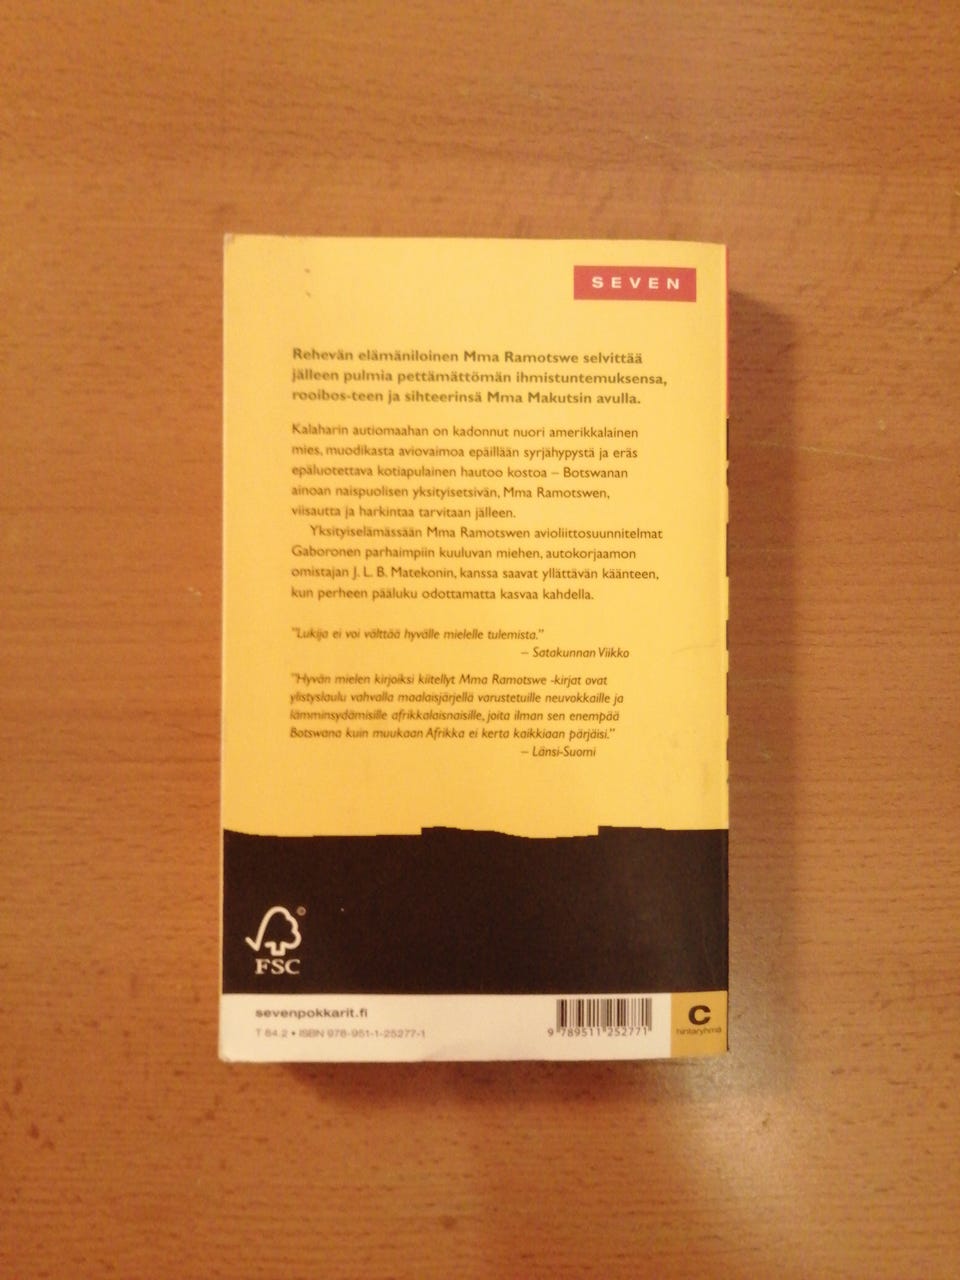 SEVEN
Rehevän elämäniloinen Mma Ramotswe selvittää
jälleen pulmia pettämättömän ihmistuntemuksensa,
rooibos-teen ja sihteerinsä Mma Makutsin avulla.
Kalaharin autiomaahan on kadonnut nuori amerikkalainen
mies, muodikasta aviovaimoa epäillään syrjähypystä ja eräs
epäluotettava kotiapulainen hautoo kostoa – Botswanan
ainoan naispuolisen yksityisetsivän, Mma Ramotswen,
viisautta ja harkintaa tarvitaan jälleen.
Yksityiselämässään Mma Ramotswen avioliittosuunnitelmat
Gaboronen parhaimpiin kuuluvan miehen, autokorjaamon
omistajan J. L. B. Matekonin, kanssa saavat yllättävän käänteen,
kun perheen pääluku odottamatta kasvaa kahdella.
"Lukija ei voi välttää hyvälle mielelle tulemista."
– Satakunnan Viikko
"Hyvän mielen kirjoiksi kiitellyt Mma Ramotswe -kirjat ovat
ylistyslaulu vahvalla maalaisjärjellä varustetuille neuvokkaille ja
lämminsydämisille afrikkalaisnaisille, joita ilman sen enempää
Botswana kuin muukaan Afrikka ei kerta kaikkiaan pärjäisi."
– Länsi-Suomi
®
FSC
sevenpokkarit.fi
T 84.2 • ISBN 978-951-1-25277-1
9 789511 252771
C
hintaryhmä